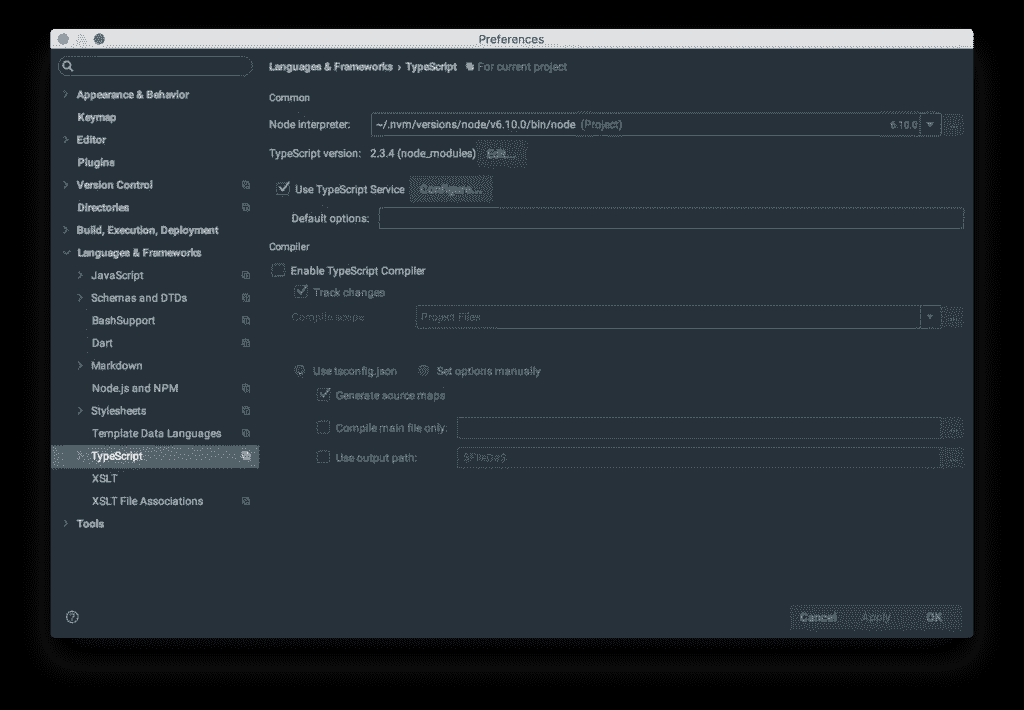 Preferences
Languages & Frameworks › TypeScript For current project
Appearance & Behavior
Keymap
Editor
Plugins
Version Control
Directories
Build, Execution, Deployment
Languages & Frameworks
JavaScript
Schemas and DTDs
BashSupport
Dart
Markdown
Node.js and NPM
Stylesheets
Template Data Languages
TypeScript
XSLT
XSLT File Associations
Tools
Common
Node interpreter: ~/.nvm/versions/node/v6.10.0/bin/node (Project) 6.10.0
TypeScript version: 2.3.4 (node_modules) Edit...
Use TypeScript Service Configure...
Default options:
Compiler
Enable TypeScript Compiler
Track changes
Compile scope Project Files
Use tsconfig.json Set options manually
Generate source maps
Compile main file only:
Use output path:
Cancel Apply OK